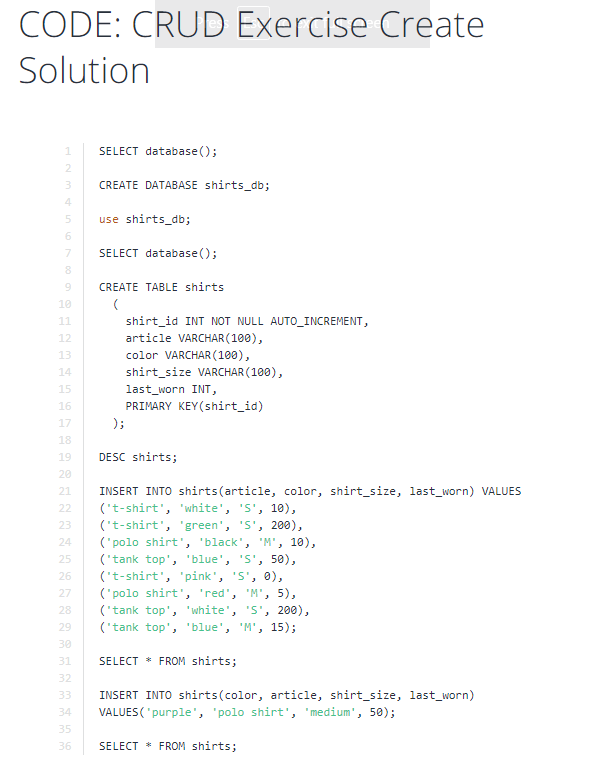 CODE: CRUD Exercise Create
Solution
1 SELECT database();
2
3 CREATE DATABASE shirts_db;
4
5 use shirts_db;
6
7 SELECT database();
8
9 CREATE TABLE shirts
10 (
11 shirt_id INT NOT NULL AUTO_INCREMENT,
12 article VARCHAR(100),
13 color VARCHAR(100),
14 shirt_size VARCHAR(100),
15 last_worn INT,
16 PRIMARY KEY(shirt_id)
17 );
18
19 DESC shirts;
20
21 INSERT INTO shirts(article, color, shirt_size, last_worn) VALUES
22 ('t-shirt', 'white', 'S', 10),
23 ('t-shirt', 'green', 'S', 200),
24 ('polo shirt', 'black', 'M', 10),
25 ('tank top', 'blue', 'S', 50),
26 ('t-shirt', 'pink', 'S', 0),
27 ('polo shirt', 'red', 'M', 5),
28 ('tank top', 'white', 'S', 200),
29 ('tank top', 'blue', 'M', 15);
30
31 SELECT * FROM shirts;
32
33 INSERT INTO shirts(color, article, shirt_size, last_worn)
34 VALUES('purple', 'polo shirt', 'medium', 50);
35
36 SELECT * FROM shirts;